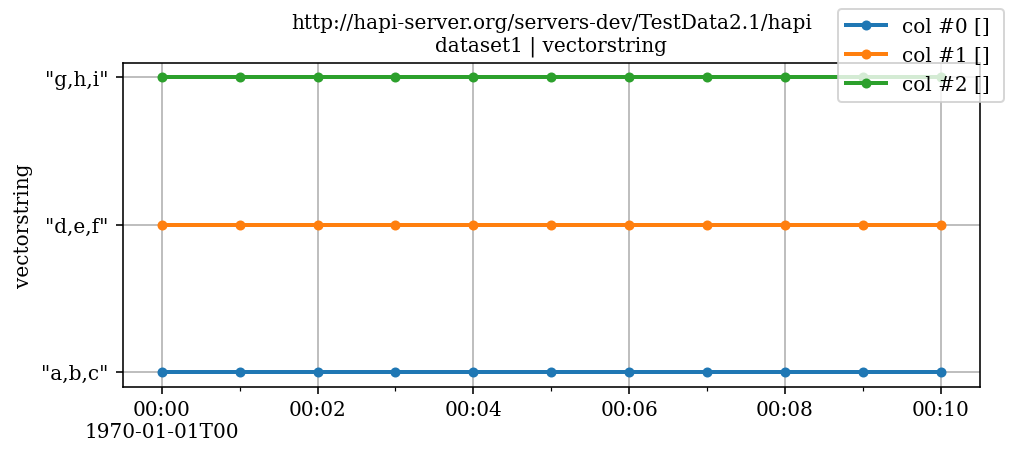 http://hapi-server.org/servers-dev/TestData2.1/hapi
dataset1 | vectorstring
col #0 []
col #1 []
col #2 []
"g,h,i"
"d,e,f"
"a,b,c"
vectorstring
00:00 00:02 00:04 00:06 00:08 00:10
1970-01-01T00